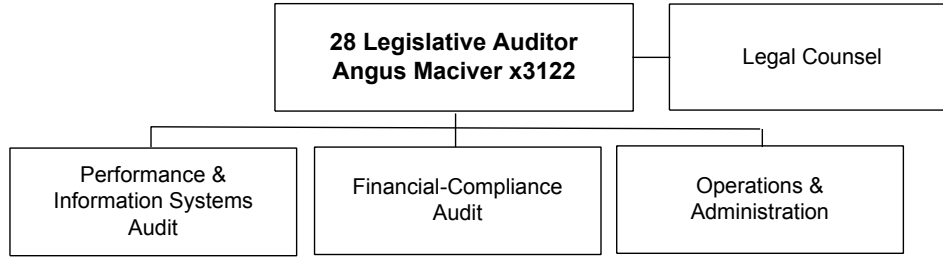 28 Legislative Auditor
Angus Maciver x3122
Legal Counsel
Performance &
Information Systems
Audit
Financial-Compliance
Audit
Operations &
Administration